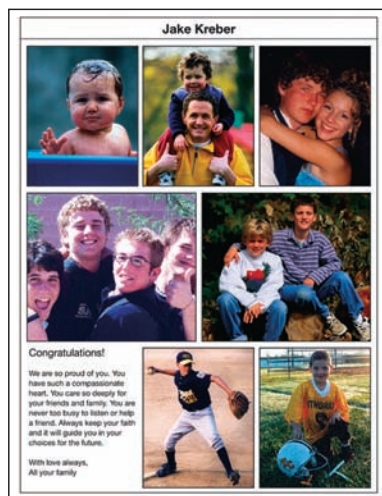 Jake Kreber
Congratulations!
We are so proud of you. You
have such a compassionate
heart. You care so deeply for
your friends and family. You are
never too busy to listen or help
a friend. Always keep your faith
and it will guide you in your
choices for the future.
With love always,
All your family